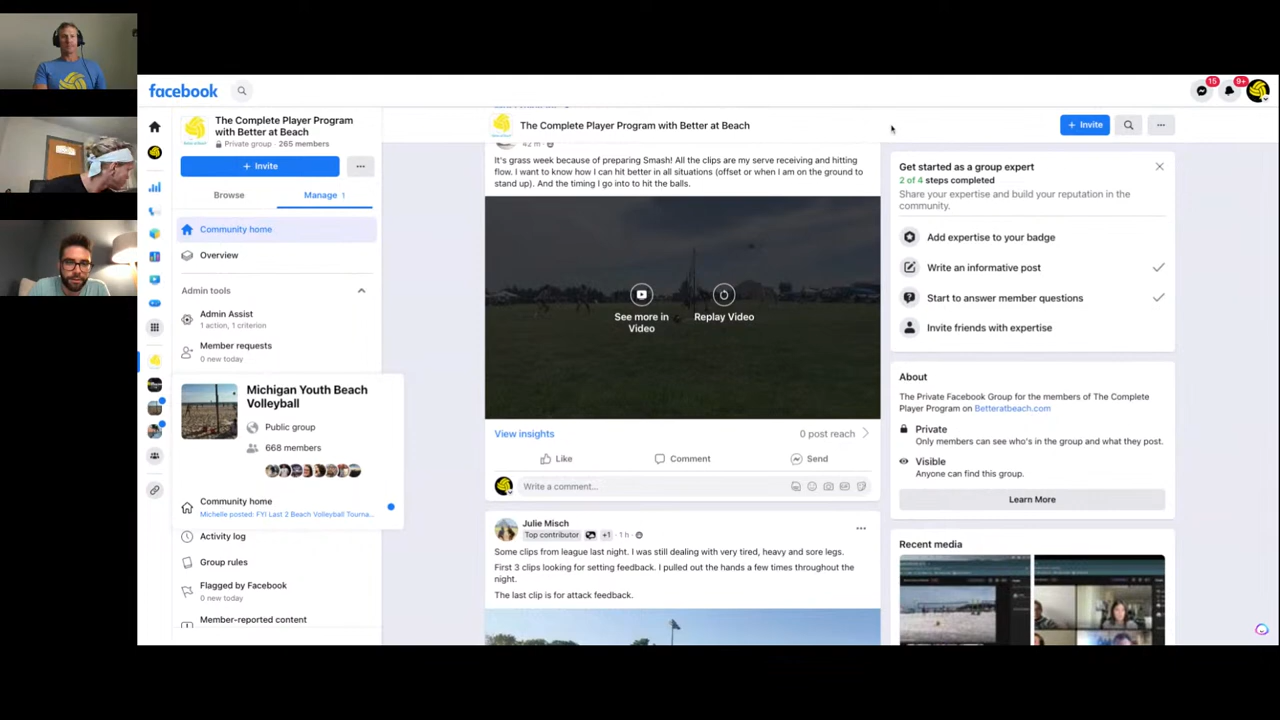 facebook
15
9+
The Complete Player Program
with Better at Beach
Private group · 265 members
+ Invite
Browse
Manage 1
Community home
Overview
Admin tools
Admin Assist
1 action, 1 criterion
Member requests
0 new today
Michigan Youth Beach
Volleyball
Public group
668 members
Community home
Michelle posted: FYI Last 2 Beach Volleyball Tourna...
Activity log
Group rules
Flagged by Facebook
0 new today
Member-reported content
The Complete Player Program with Better at Beach
+ Invite
42 m ·
It's grass week because of preparing Smash! All the clips are my serve receiving and hitting
flow. I want to know how I can hit better in all situations (offset or when I am on the ground to
stand up). And the timing I go into to hit the balls.
See more in
Video
Replay Video
View insights
0 post reach
Like
Comment
Send
Write a comment...
Julie Misch
Top contributor
+1 · 1 h ·
Some clips from league last night. I was still dealing with very tired, heavy and sore legs.
First 3 clips looking for setting feedback. I pulled out the hands a few times throughout the
night.
The last clip is for attack feedback.
Get started as a group expert
2 of 4 steps completed
Share your expertise and build your reputation in the
community.
Add expertise to your badge
Write an informative post
Start to answer member questions
Invite friends with expertise
About
The Private Facebook Group for the members of The Complete
Player Program on Betteratbeach.com
Private
Only members can see who's in the group and what they post.
Visible
Anyone can find this group.
Learn More
Recent media